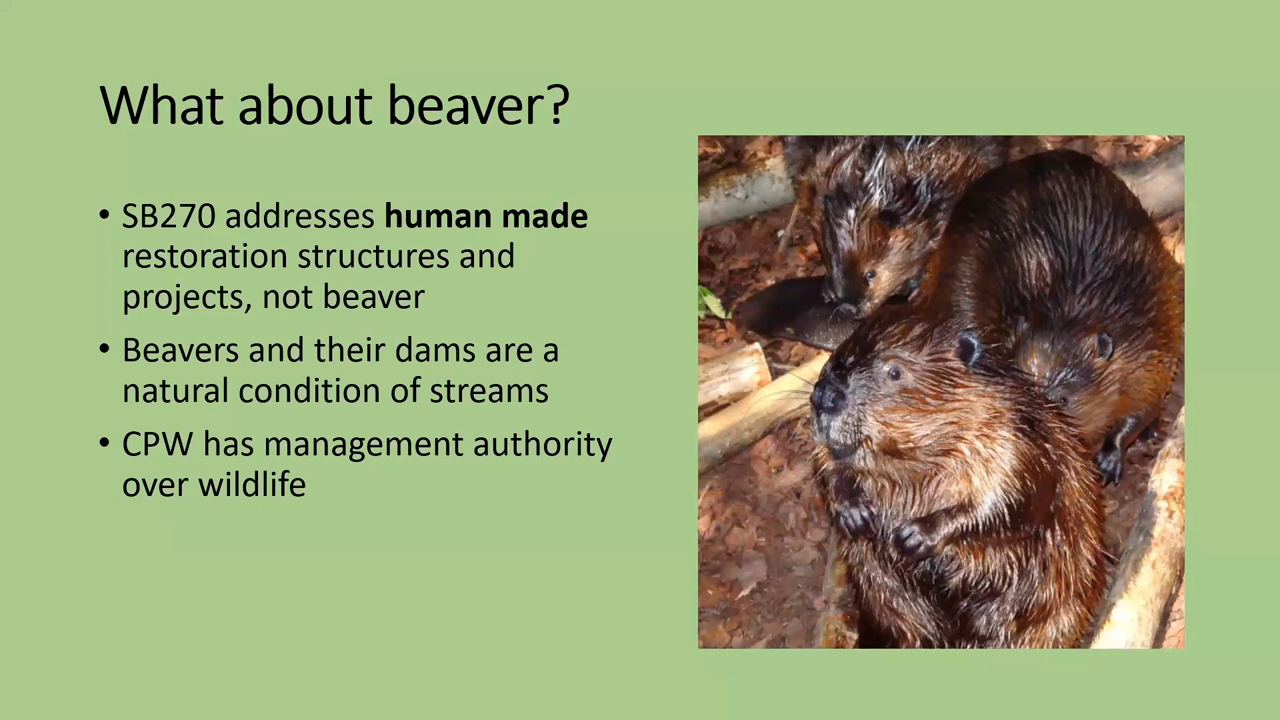 What about beaver?
• SB270 addresses human made
restoration structures and
projects, not beaver
• Beavers and their dams are a
natural condition of streams
• CPW has management authority
over wildlife